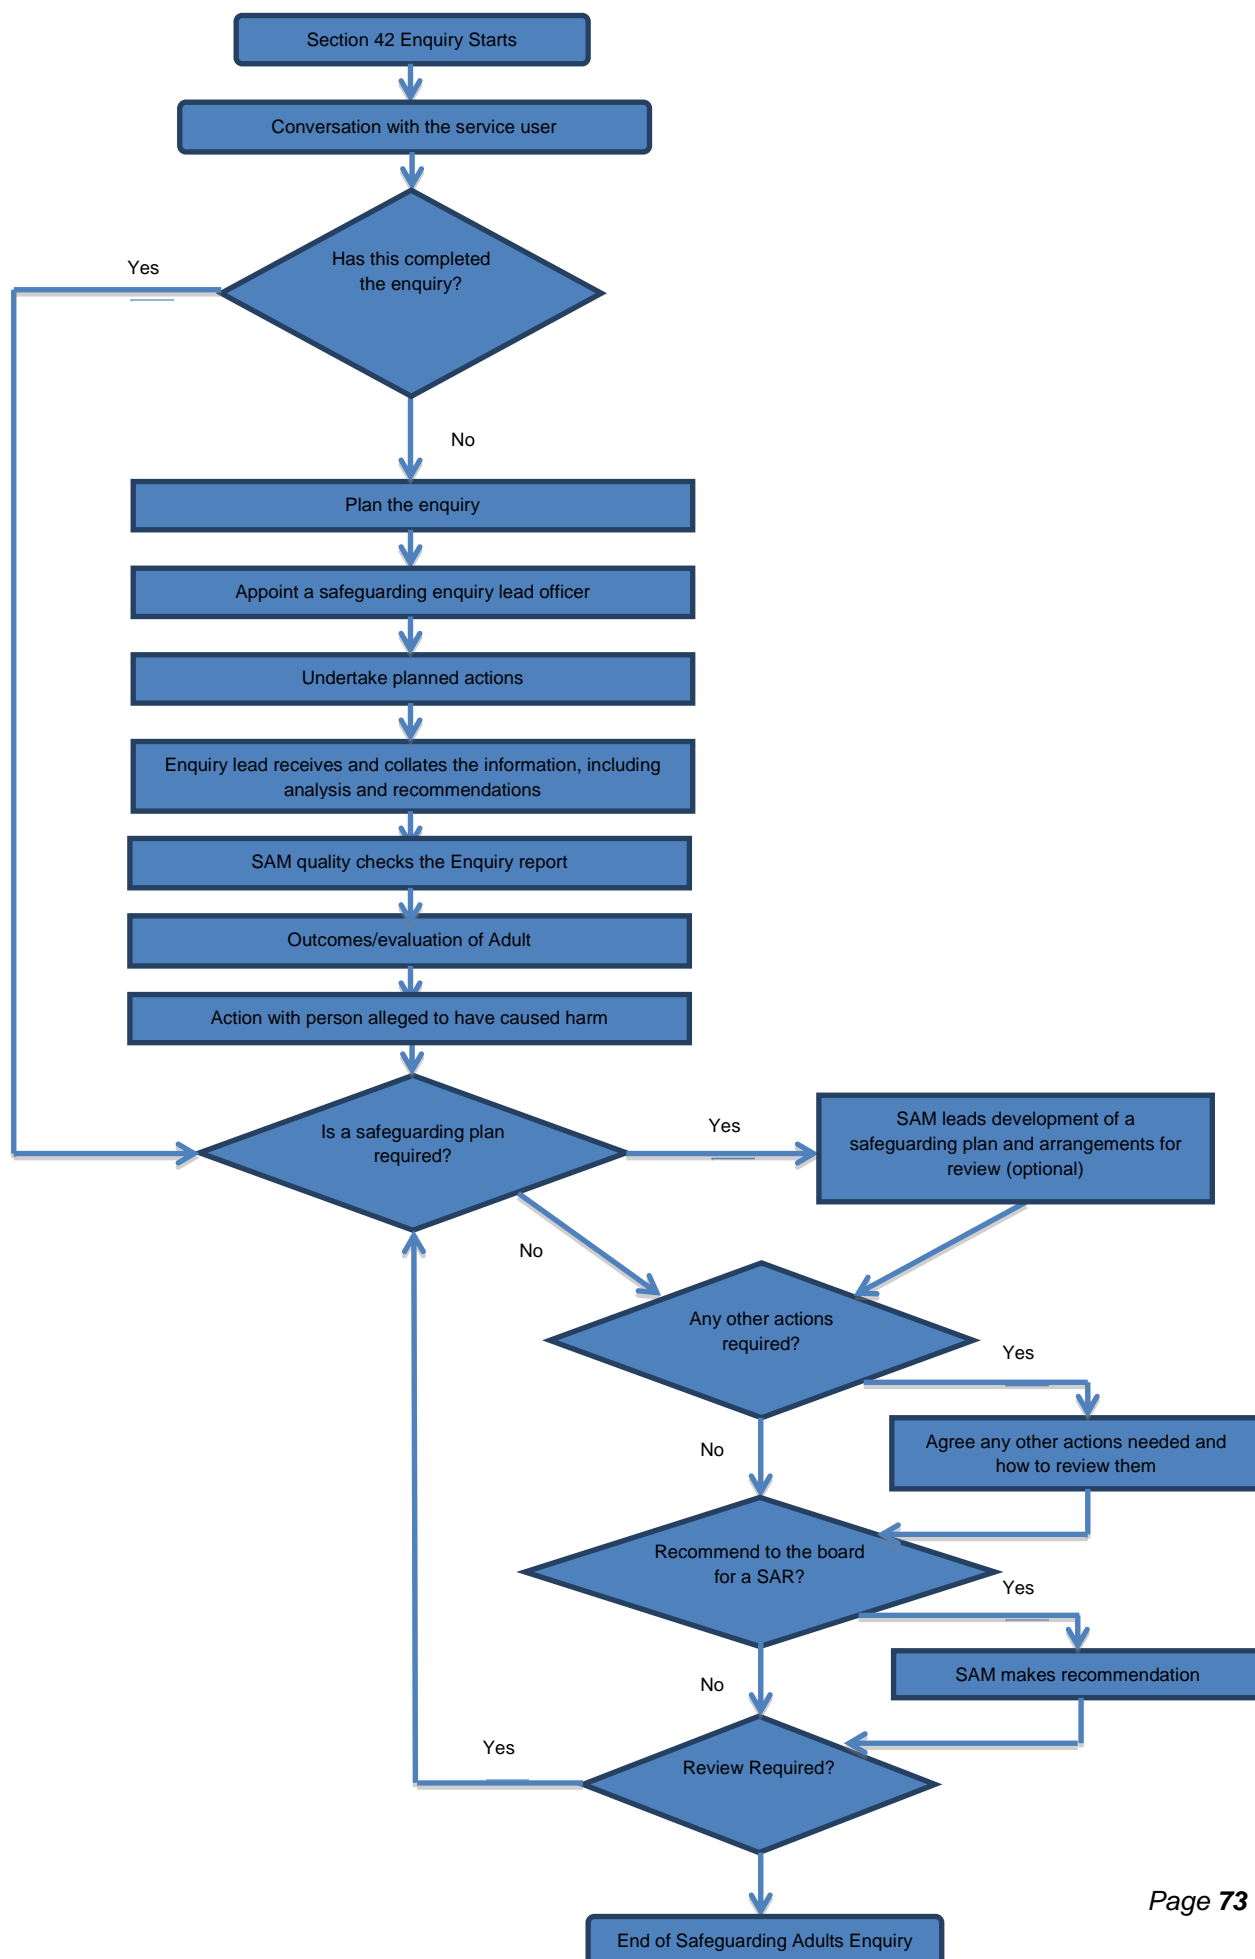 Section 42 Enquiry Starts
Conversation with the service user
Has this completed
the enquiry?
Yes
No
Plan the enquiry
Appoint a safeguarding enquiry lead officer
Undertake planned actions
Enquiry lead receives and collates the information, including
analysis and recommendations
SAM quality checks the Enquiry report
Outcomes/evaluation of Adult
Action with person alleged to have caused harm
Is a safeguarding plan
required?
Yes
SAM leads development of a
safeguarding plan and arrangements for
review (optional)
No
Any other actions
required?
Yes
Agree any other actions needed and
how to review them
No
Recommend to the board
for a SAR?
Yes
SAM makes recommendation
No
Review Required?
Yes
End of Safeguarding Adults Enquiry
Page 73